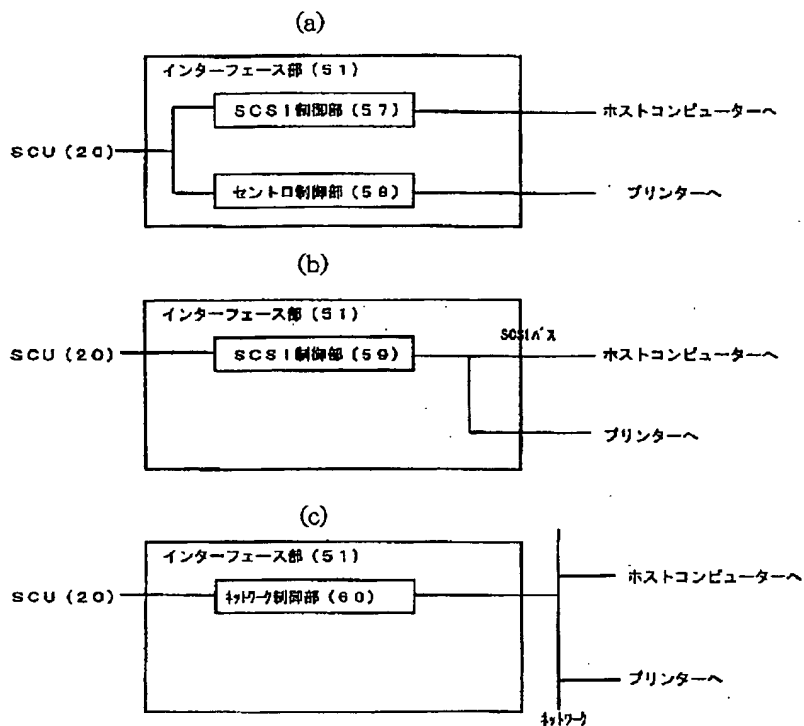 (a)
インターフェース部(51)
SCSI制御部(57)
ホストコンピューターへ
SCU(20)
セントロ制御部(58)
プリンターへ
(b)
インターフェース部(51)
SCSIバス
SCU(20)
SCSI制御部(59)
ホストコンピューターへ
プリンターへ
(c)
インターフェース部(51)
ホストコンピューターへ
SCU(20)
ネットワーク制御部(60)
プリンターへ
ネットワーク